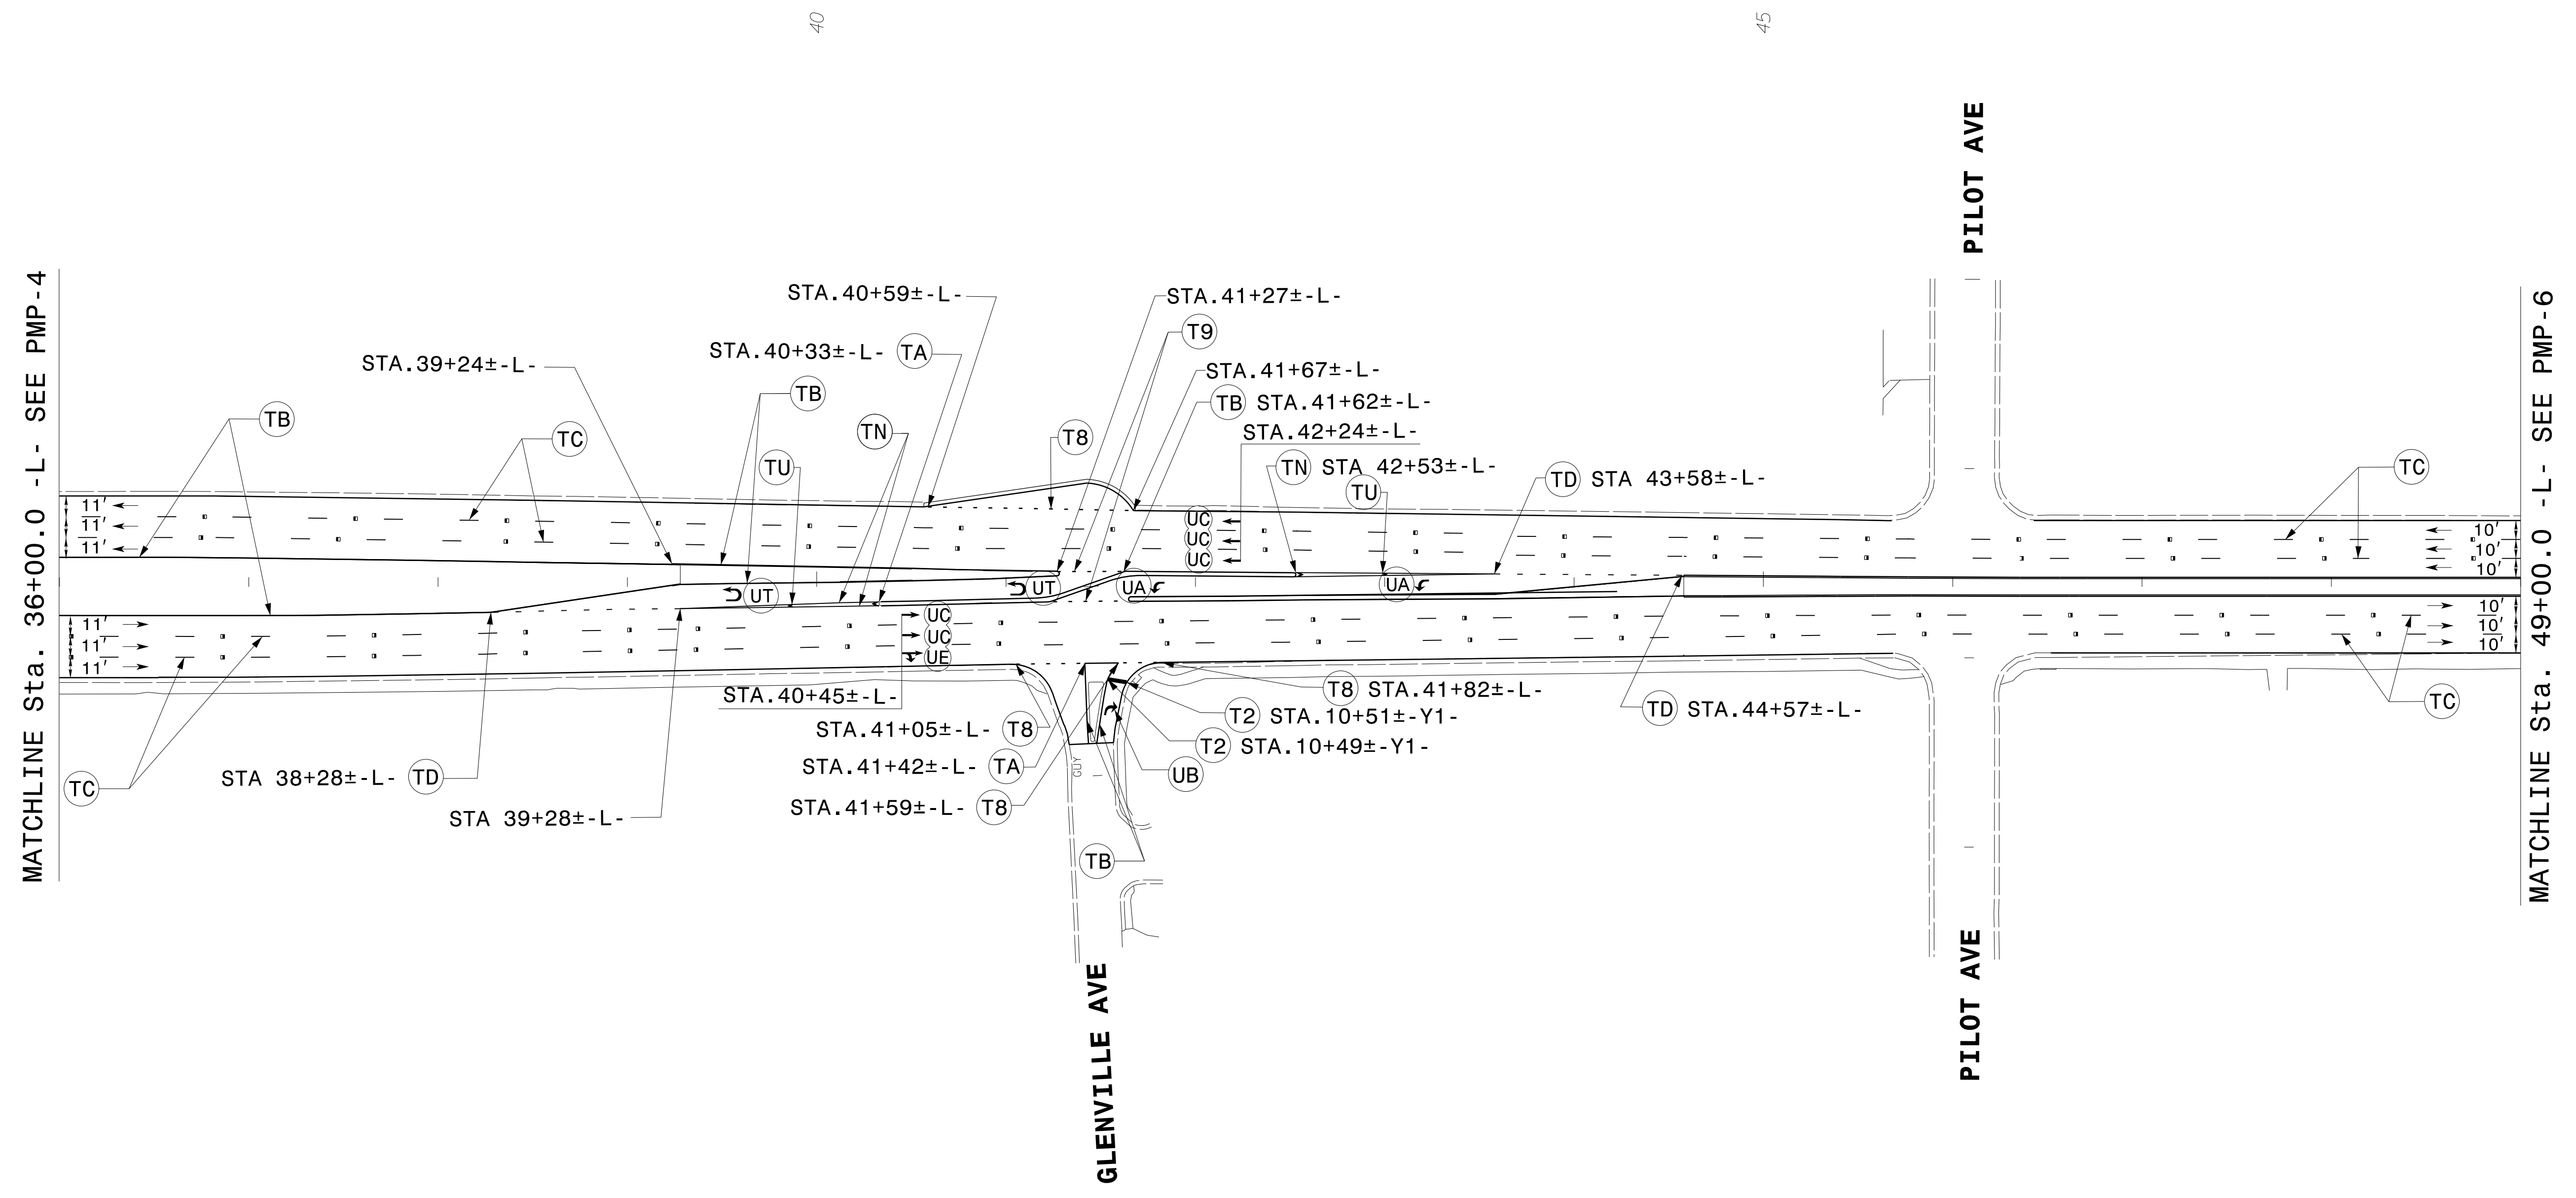 40
45
PILOT AVE
MATCHLINE Sta. 36+00.0 -L- SEE PMP-4
MATCHLINE Sta. 49+00.0 -L- SEE PMP-6
STA.40+59±-L-
STA.41+27±-L-
T9
STA.40+33±-L- TA
STA.39+24±-L-
STA.41+67±-L-
TB
TB STA.41+62±-L-
TB
TC
TN
T8
STA.42+24±-L-
TU
TN STA 42+53±-L-
TU
TD STA 43+58±-L-
TC
11'
11'
11'
UC
UC
UC
10'
10'
10'
UT
UT
UA
UA
11'
11'
11'
UC
UC
UE
10'
10'
10'
STA.40+45±-L-
T8 STA.41+82±-L-
TD STA.44+57±-L-
TC
STA.41+05±-L- T8
T2 STA.10+51±-Y1-
T2 STA.10+49±-Y1-
STA.41+42±-L- TA
GUY
UB
TC
STA 38+28±-L- TD
STA.41+59±-L- T8
STA 39+28±-L-
TB
GLENVILLE AVE
PILOT AVE